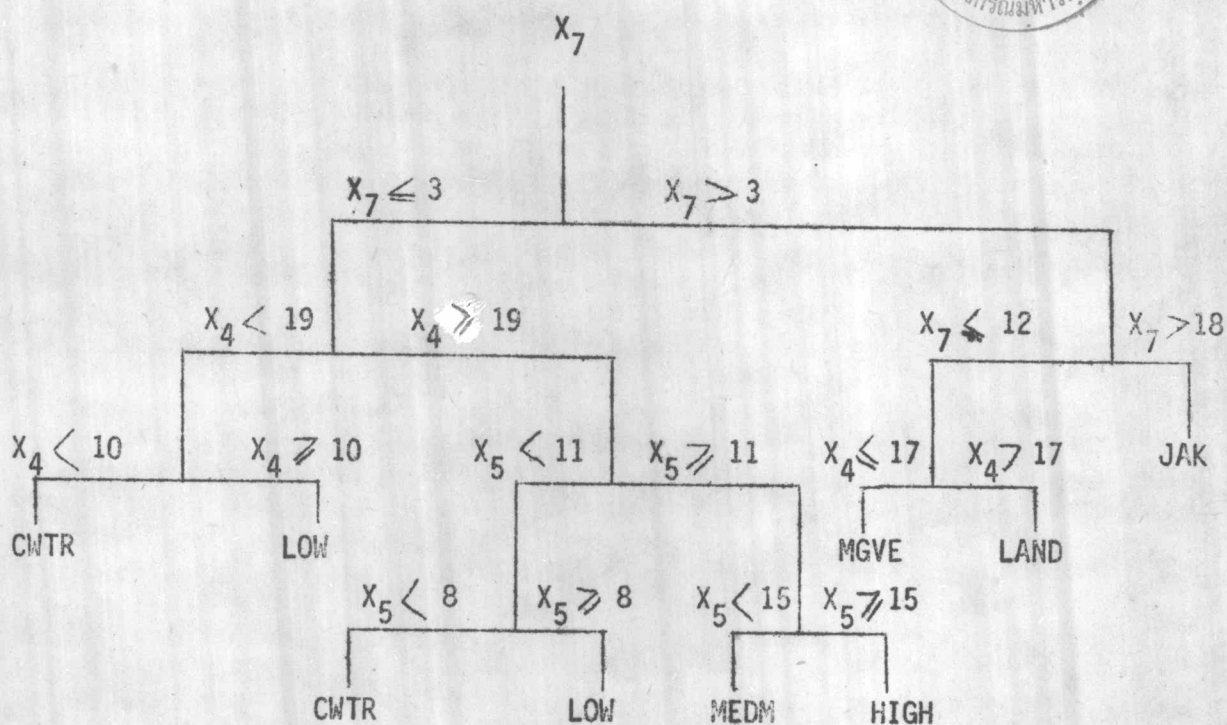 X7
X7 ≤ 3 X7 > 3
X4 < 19 X4 ≥ 19 X7 ≤ 12 X7 > 18
X4 < 10 X4 ≥ 10 X5 < 11 X5 ≥ 11 X4 ≤ 17 X4 > 17 JAK
CWTR LOW MGVE LAND
X5 < 8 X5 ≥ 8 X5 < 15 X5 ≥ 15
CWTR LOW MEDM HIGH